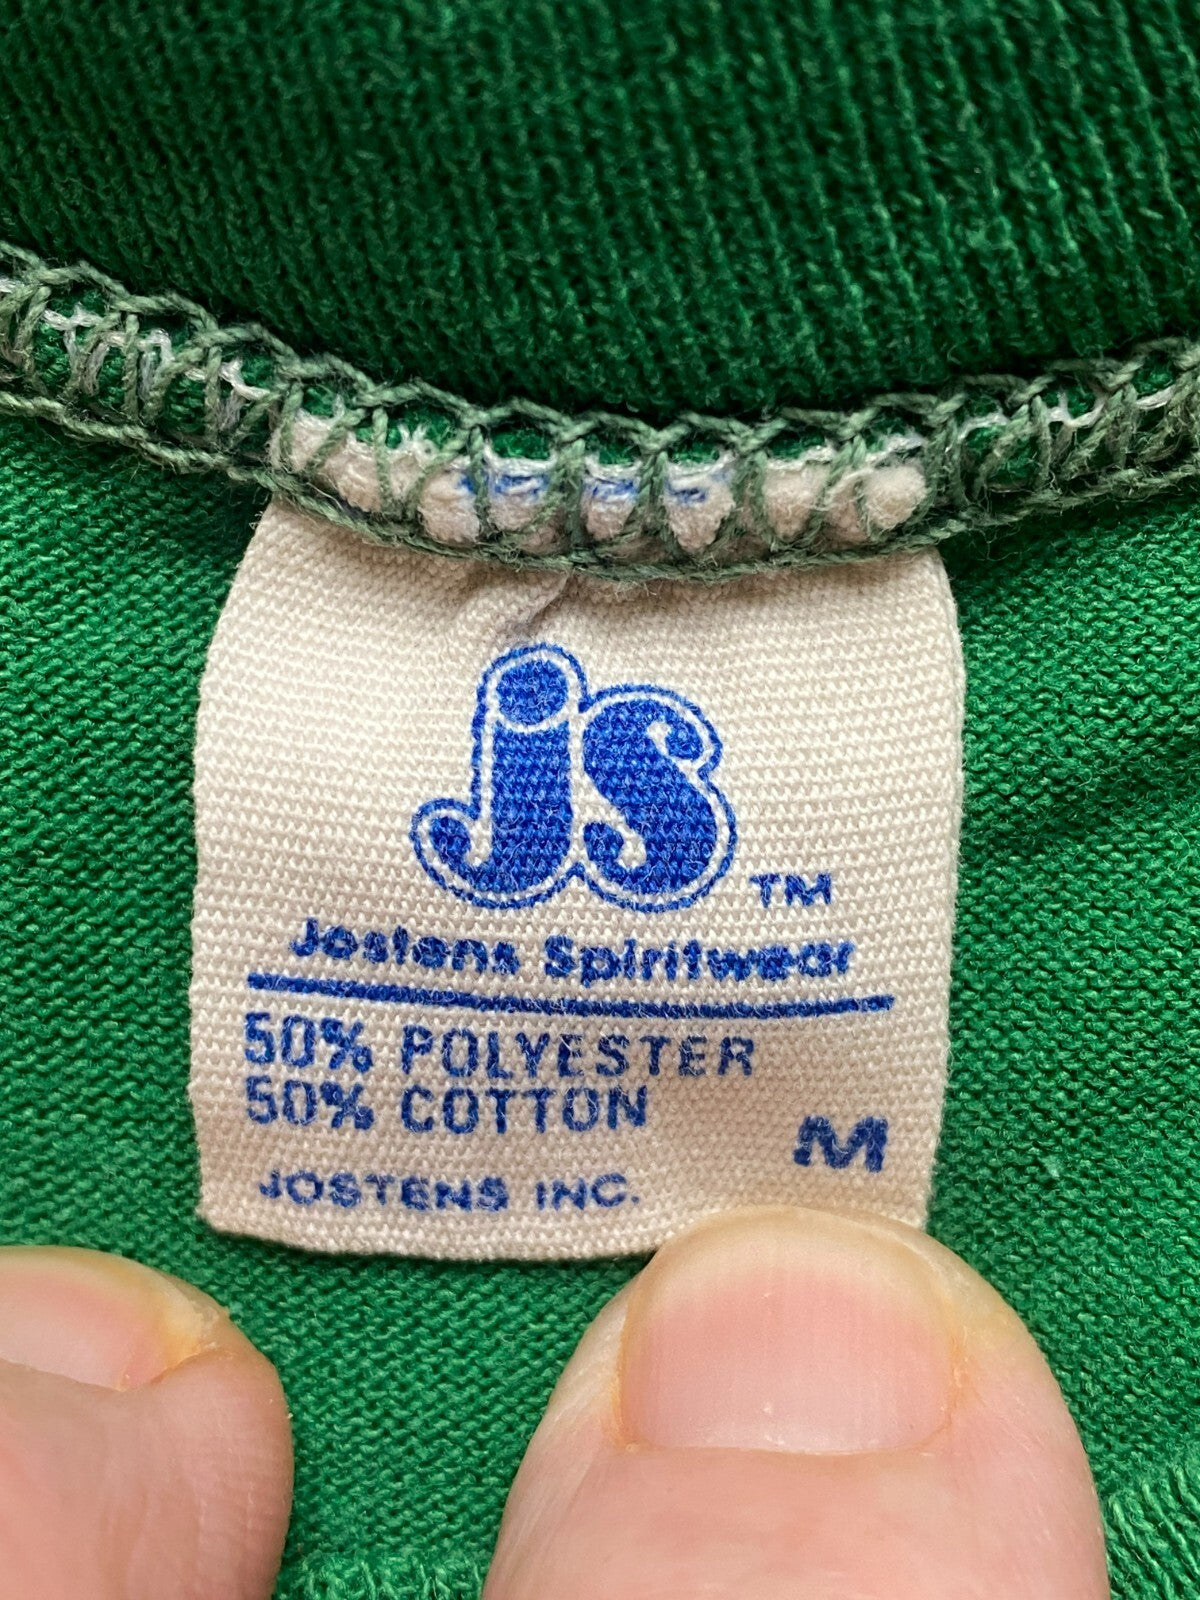 js TM
Jostens Spiritwear
50% POLYESTER
50% COTTON
M
JOSTENS INC.